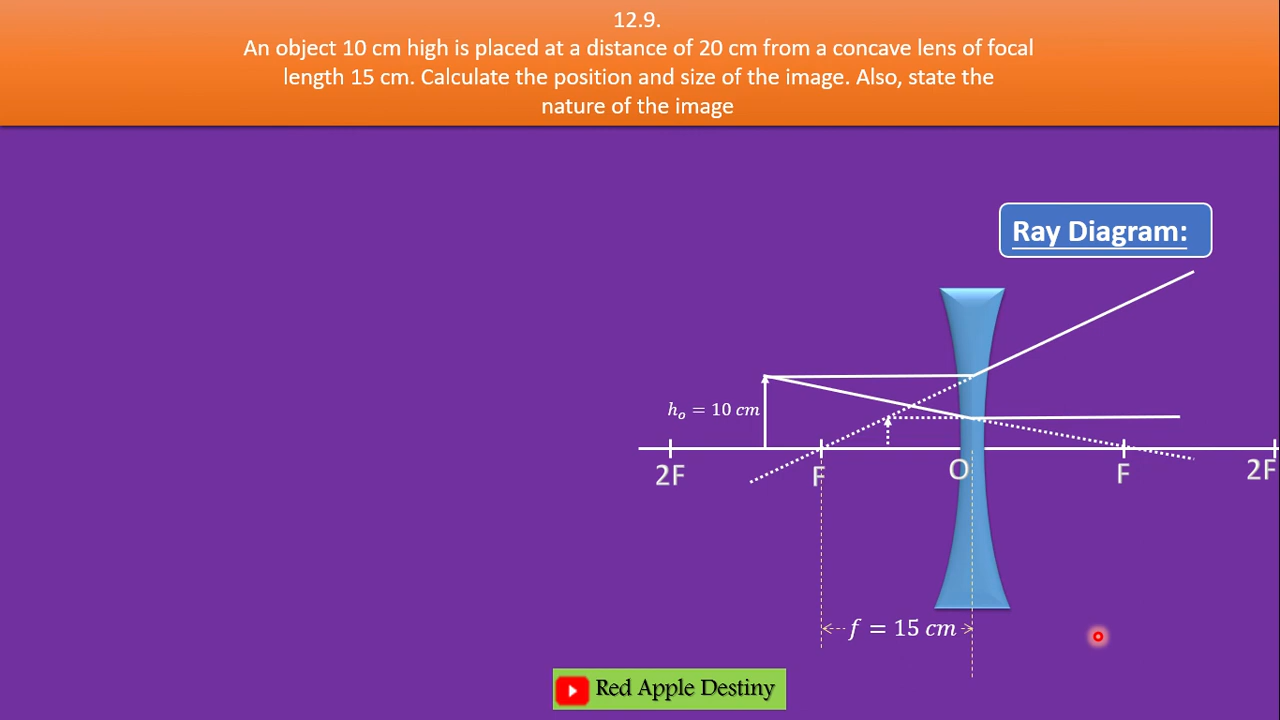 12.9.
An object 10 cm high is placed at a distance of 20 cm from a concave lens of focal
length 15 cm. Calculate the position and size of the image. Also, state the
nature of the image
Ray Diagram:
hₒ = 10 cm
2F
F
O
F
2F
f = 15 cm
Red Apple Destiny